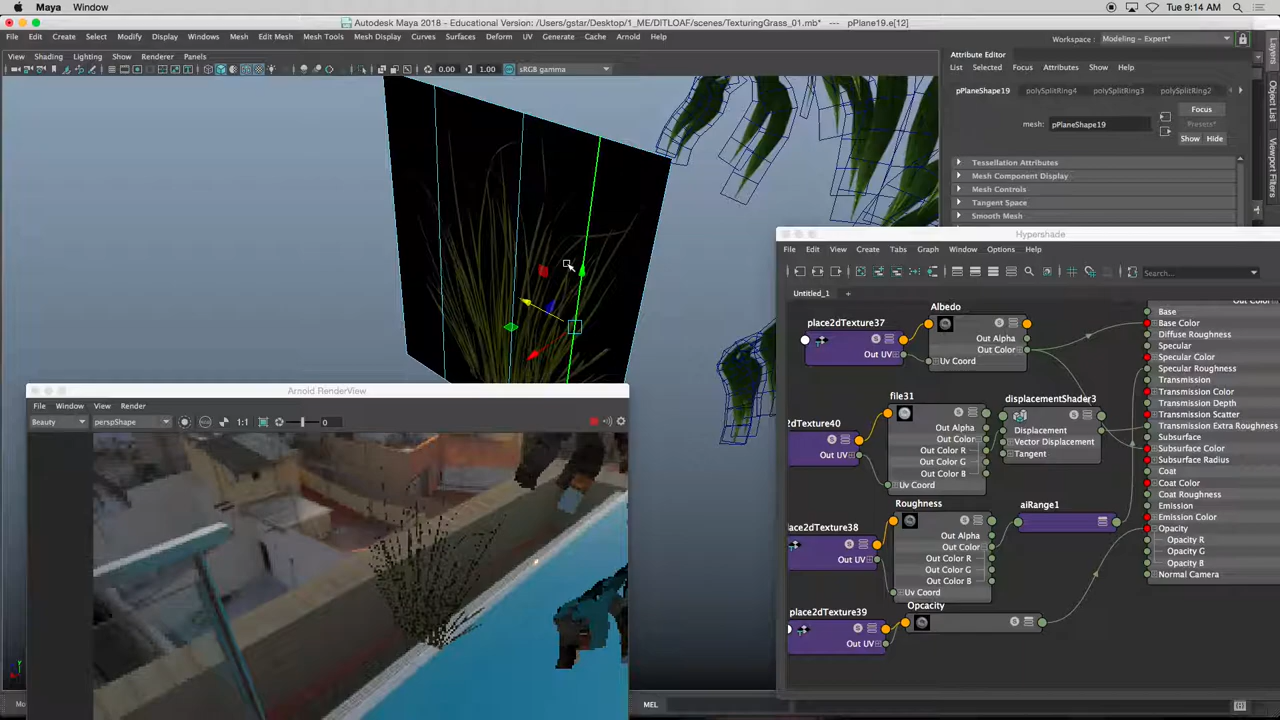 Maya Window Tue 9:14 AM
Autodesk Maya 2018 - Educational Version: /Users/gstar/Desktop/1_ME/DITLOAF/scenes/TexturingGrass_01.mb* --- pPlane19.e[12]
File Edit Create Select Modify Display Windows Mesh Edit Mesh Mesh Tools Mesh Display Curves Surfaces Deform UV Generate Cache Arnold Help Workspace : Modeling - Expert*
View Shading Lighting Show Renderer Panels
0.00 1.00 sRGB gamma
Attribute Editor
List Selected Focus Attributes Show Help
pPlaneShape19 polySplitRing4 polySplitRing3 polySplitRing2
Focus
Presets*
mesh: pPlaneShape19
Show Hide
Tessellation Attributes
Mesh Component Display
Mesh Controls
Tangent Space
Smooth Mesh
Layers
Object List
Viewport Filters
Hypershade
File Edit View Create Tabs Graph Window Options Help
Search...
Untitled_1 +
place2dTexture37
Out UV
Albedo
Out Alpha
Out Color
Uv Coord
2dTexture40
Out UV
file31
Out Alpha
Out Color
Out Color R
Out Color G
Out Color B
Uv Coord
displacementShader3
Displacement
Vector Displacement
Tangent
lace2dTexture38
Out UV
Roughness
Out Alpha
Out Color
Out Color R
Out Color G
Out Color B
Uv Coord
aiRange1
place2dTexture39
Out UV
Opcacity
Out Color
Base
Base Color
Diffuse Roughness
Specular
Specular Color
Specular Roughness
Transmission
Transmission Color
Transmission Depth
Transmission Scatter
Transmission Extra Roughness
Subsurface
Subsurface Color
Subsurface Radius
Coat
Coat Color
Coat Roughness
Emission
Emission Color
Opacity
Opacity R
Opacity G
Opacity B
Normal Camera
Arnold RenderView
File Window View Render
Beauty perspShape 1:1 0
Mo
MEL